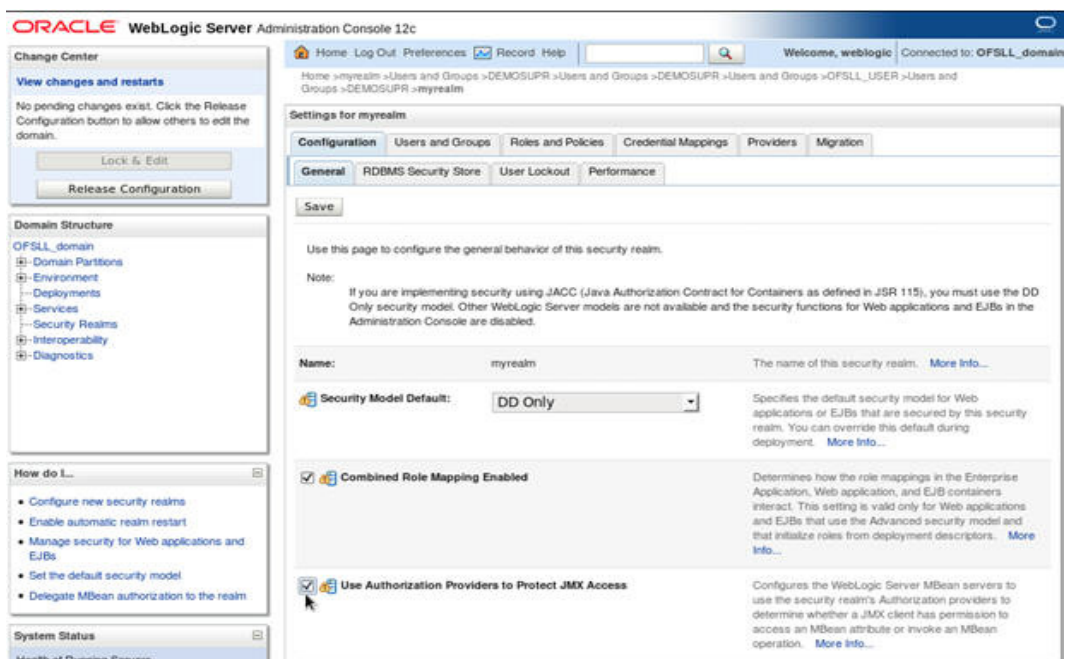 ORACLE WebLogic Server Administration Console 12c
Change Center
View changes and restarts
No pending changes exist. Click the Release
Configuration button to allow others to edit the
domain.
Lock & Edit
Release Configuration
Domain Structure
OFSLL_domain
Domain Partitions
Environment
Deployments
Services
Security Realms
Interoperability
Diagnostics
How do I...
Configure new security realms
Enable automatic realm restart
Manage security for Web applications and
EJBs
Set the default security model
Delegate MBean authorization to the realm
System Status
Health of Running Servers
Home Log Out Preferences Record Help
Welcome, weblogic Connected to: OFSLL_domain
Home >myrealm >Users and Groups >DEMOSUPR >Users and Groups >DEMOSUPR >Users and Groups >OFSLL_USER >Users and
Groups >DEMOSUPR >myrealm
Settings for myrealm
Configuration Users and Groups Roles and Policies Credential Mappings Providers Migration
General RDBMS Security Store User Lockout Performance
Save
Use this page to configure the general behavior of this security realm.
Note:
If you are implementing security using JACC (Java Authorization Contract for Containers as defined in JSR 115), you must use the DD
Only security model. Other WebLogic Server models are not available and the security functions for Web applications and EJBs in the
Administration Console are disabled.
Name: myrealm The name of this security realm. More Info...
Security Model Default: DD Only
Specifies the default security model for Web
applications or EJBs that are secured by this security
realm. You can override this default during
deployment. More Info...
Combined Role Mapping Enabled
Determines how the role mappings in the Enterprise
Application, Web application, and EJB containers
interact. This setting is valid only for Web applications
and EJBs that use the Advanced security model and
that initialize roles from deployment descriptors. More
Info...
Use Authorization Providers to Protect JMX Access
Configures the WebLogic Server MBean servers to
use the security realm's Authorization providers to
determine whether a JMX client has permission to
access an MBean attribute or invoke an MBean
operation. More Info...